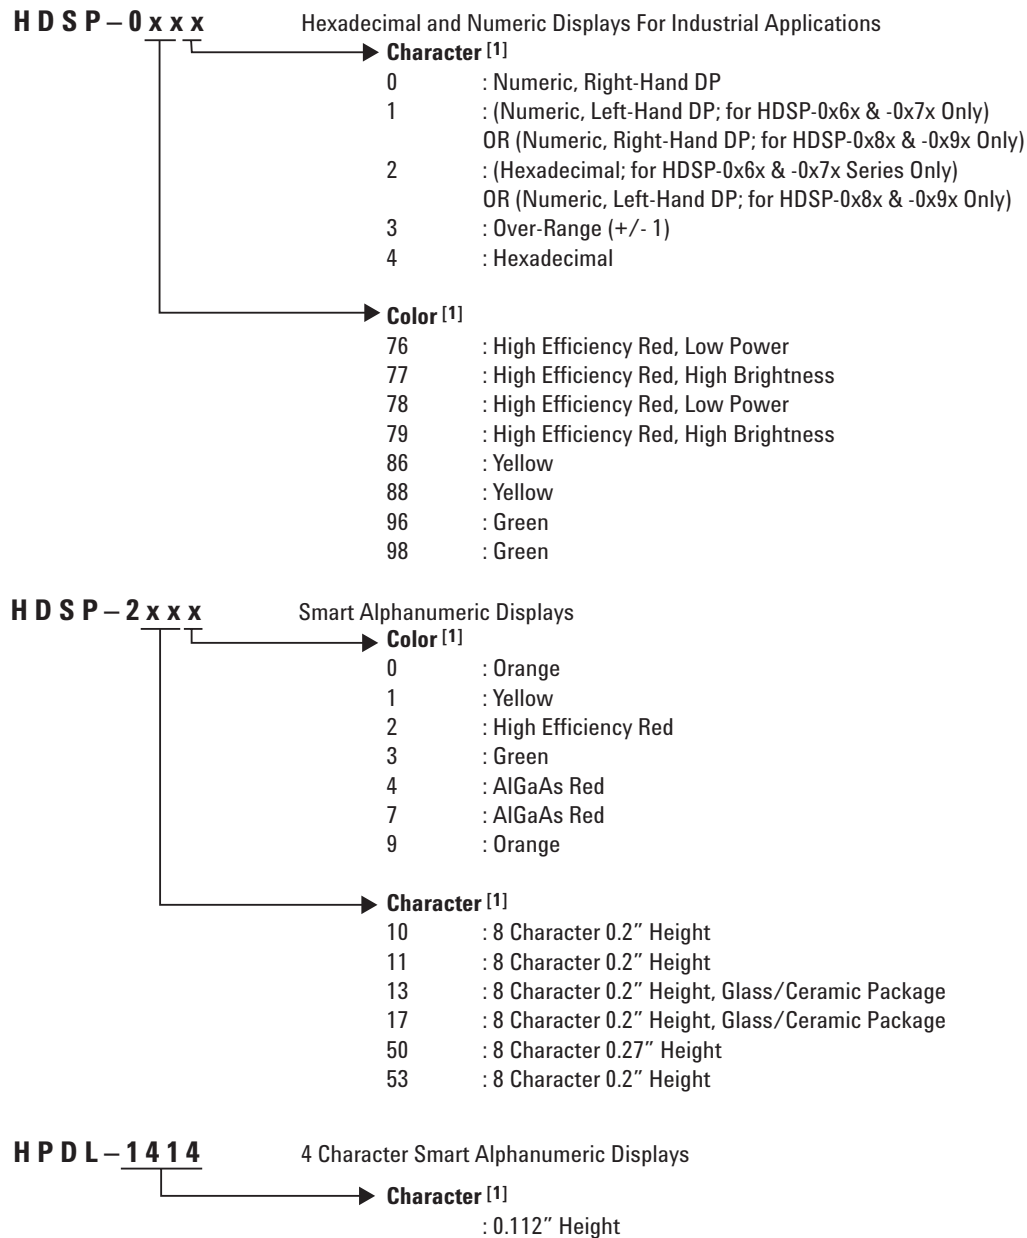 HDSP–0xxx Hexadecimal and Numeric Displays For Industrial Applications
Character [1]
0 : Numeric, Right-Hand DP
1 : (Numeric, Left-Hand DP; for HDSP-0x6x & -0x7x Only)
OR (Numeric, Right-Hand DP; for HDSP-0x8x & -0x9x Only)
2 : (Hexadecimal; for HDSP-0x6x & -0x7x Series Only)
OR (Numeric, Left-Hand DP; for HDSP-0x8x & -0x9x Only)
3 : Over-Range (+/- 1)
4 : Hexadecimal
Color [1]
76 : High Efficiency Red, Low Power
77 : High Efficiency Red, High Brightness
78 : High Efficiency Red, Low Power
79 : High Efficiency Red, High Brightness
86 : Yellow
88 : Yellow
96 : Green
98 : Green
HDSP–2xxx Smart Alphanumeric Displays
Color [1]
0 : Orange
1 : Yellow
2 : High Efficiency Red
3 : Green
4 : AlGaAs Red
7 : AlGaAs Red
9 : Orange
Character [1]
10 : 8 Character 0.2″ Height
11 : 8 Character 0.2″ Height
13 : 8 Character 0.2″ Height, Glass/Ceramic Package
17 : 8 Character 0.2″ Height, Glass/Ceramic Package
50 : 8 Character 0.27″ Height
53 : 8 Character 0.2″ Height
HPDL–1414 4 Character Smart Alphanumeric Displays
Character [1]
: 0.112″ Height